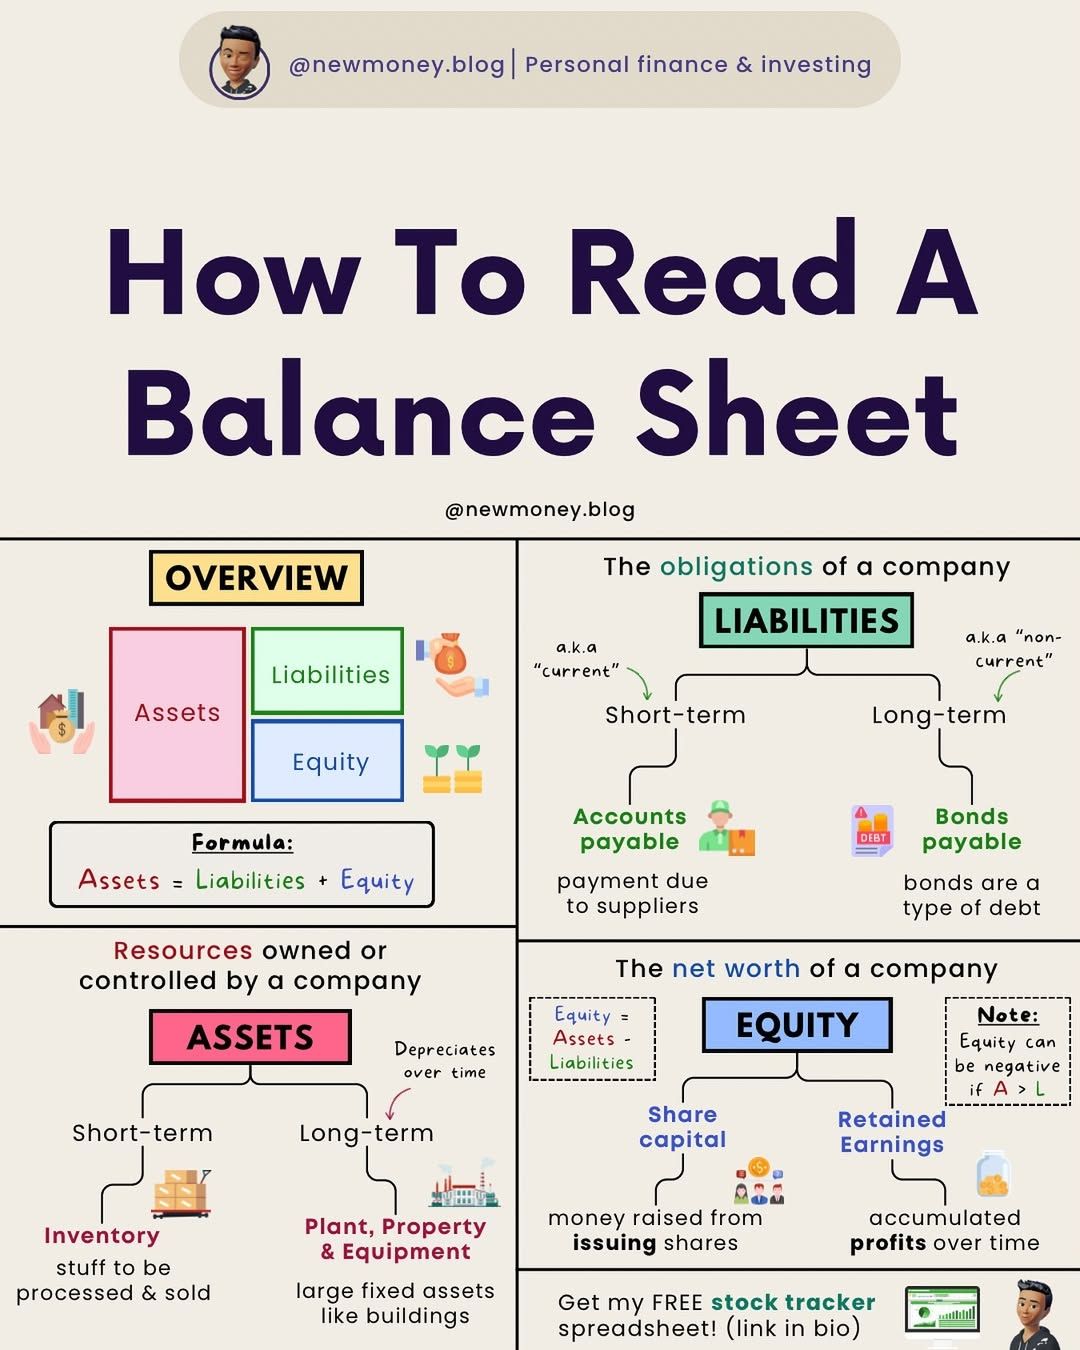 @newmoney.blog | Personal finance & investing
How To Read A
Balance Sheet
@newmoney.blog
OVERVIEW
Assets
Liabilities
Equity
Formula:
Assets = Liabilities + Equity
The obligations of a company
LIABILITIES
a.k.a
"current"
a.k.a "non-
current"
Short-term
Long-term
Accounts
payable
DEBT
Bonds
payable
payment due
to suppliers
bonds are a
type of debt
Resources owned or
controlled by a company
ASSETS
Depreciates
over time
Short-term
Long-term
Inventory
stuff to be
processed & sold
Plant, Property
& Equipment
large fixed assets
like buildings
The net worth of a company
Equity =
Assets -
Liabilities
EQUITY
Note:
Equity can
be negative
if A > L
Share
capital
Retained
Earnings
money raised from
issuing shares
accumulated
profits over time
Get my FREE stock tracker
spreadsheet! (link in bio)